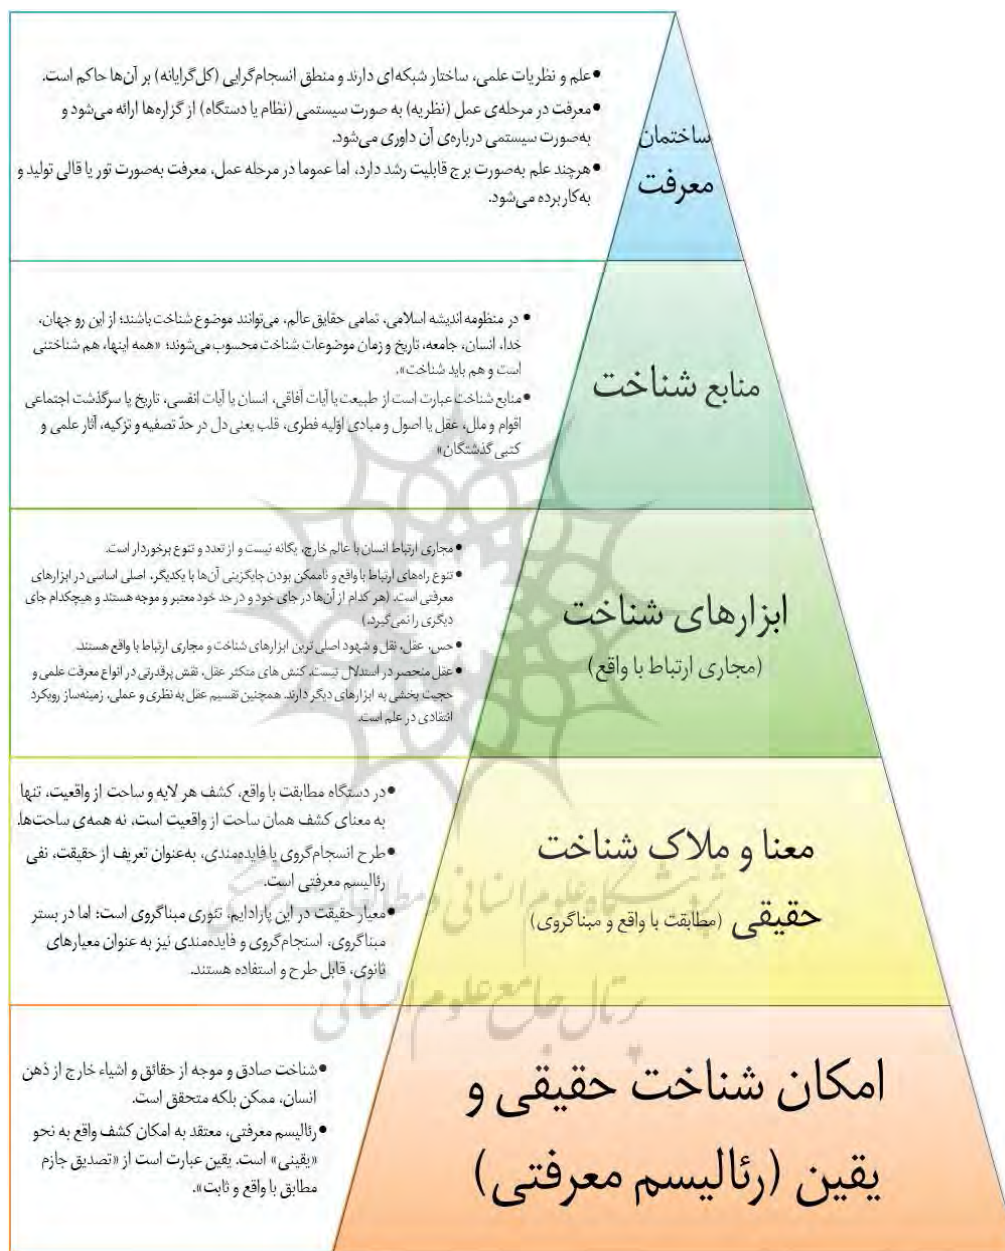 • علم و نظریات علمی، ساختار شبکه‌ای دارند و منطق انسجام‌گرایی (کل‌گرایانه) بر آن‌ها حاکم است.
• معرفت در مرحله‌ی عمل (نظریه) به صورت سیستمی (نظام یا دستگاه) از گزاره‌ها ارائه می‌شود و
به‌صورت سیستمی درباره‌ی آن داوری می‌شود.
• هرچند علم به‌صورت برج قابلیت رشد دارد، اما عموما در مرحله عمل، معرفت به‌صورت تور یا قالی تولید و
به‌کار برده می‌شود.
ساختمان
معرفت
• در منظومه اندیشه اسلامی، تمامی حقایق عالم، می‌توانند موضوع شناخت باشند؛ از این رو جهان،
خدا، انسان، جامعه، تاریخ و زمان موضوعات شناخت محسوب می‌شوند؛ «همه اینها، هم شناختنی
است و هم باید شناخت».
• منابع شناخت عبارت است از طبیعت یا آیات آفاقی، انسان یا آیات انفسی، تاریخ یا سرگذشت اجتماعی
اقوام و ملل، عقل یا اصول و مبادی اوّلیه فطری، قلب یعنی دل در حدّ تصفیه و تزکیه، آثار علمی و
کتبی گذشتگان»
منابع شناخت
• مجاری ارتباط انسان با عالم خارج، یگانه نیست و از تعدد و تنوع برخوردار است.
• تنوع راه‌های ارتباط با واقع و ناممکن بودن جایگزینی آن‌ها با یکدیگر، اصلی اساسی در ابزارهای
معرفتی است. (هر کدام از آن‌ها در جای خود و در حد خود معتبر و موجه هستند و هیچکدام جای
دیگری را نمی‌گیرد.)
• حس، عقل، نقل و شهود اصلی ترین ابزارهای شناخت و مجاری ارتباط با واقع هستند.
• عقل منحصر در استدلال نیست. کنش های متکثر عقل، نقش پرقدرتی در انواع معرفت علمی و
حجیت بخشی به ابزارهای دیگر دارند. همچنین تقسیم عقل به نظری و عملی، زمینه‌ساز رویکرد
انتقادی در علم است.
ابزارهای شناخت
(مجاری ارتباط با واقع)
• در دستگاه مطابقت با واقع، کشف هر لایه و ساحت از واقعیت، تنها
به معنای کشف همان ساحت از واقعیت است، نه همه‌ی ساحت‌ها.
• طرح انسجام‌گروی یا فایده‌مندی، به‌عنوان تعریف از حقیقت، نفی
رئالیسم معرفتی است.
• معیار حقیقت در این پارادایم، تئوری مبناگروی است؛ اما در بستر
مبناگروی، انسجام‌گروی و فایده‌مندی نیز به عنوان معیارهای
ثانوی، قابل طرح و استفاده هستند.
معنا و ملاک شناخت
حقیقی (مطابقت با واقع و مبناگروی)
پژوهشگاه علوم انسانی و مطالعات فرهنگی
پرتال جامع علوم انسانی
• شناخت صادق و موجه از حقائق و اشیاء خارج از ذهن
انسان، ممکن بلکه متحقق است.
• رئالیسم معرفتی، معتقد به امکان کشف واقع به نحو
«یقینی» است. یقین عبارت است از «تصدیق جازم
مطابق با واقع و ثابت».
امکان شناخت حقیقی و
یقین (رئالیسم معرفتی)